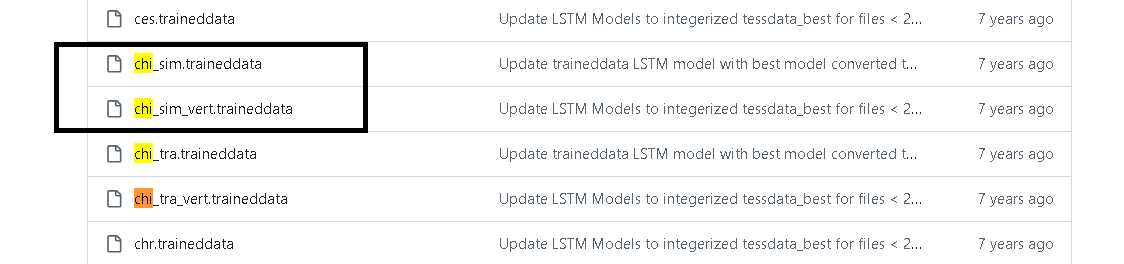 ces.traineddata Update LSTM Models to integerized tessdata_best for files < 2... 7 years ago
chi_sim.traineddata Update traineddata LSTM model with best model converted t... 7 years ago
chi_sim_vert.traineddata Update LSTM Models to integerized tessdata_best for files < 2... 7 years ago
chi_tra.traineddata Update traineddata LSTM model with best model converted t... 7 years ago
chi_tra_vert.traineddata Update LSTM Models to integerized tessdata_best for files < 2... 7 years ago
chr.traineddata Update LSTM Models to integerized tessdata_best for files < 2... 7 years ago